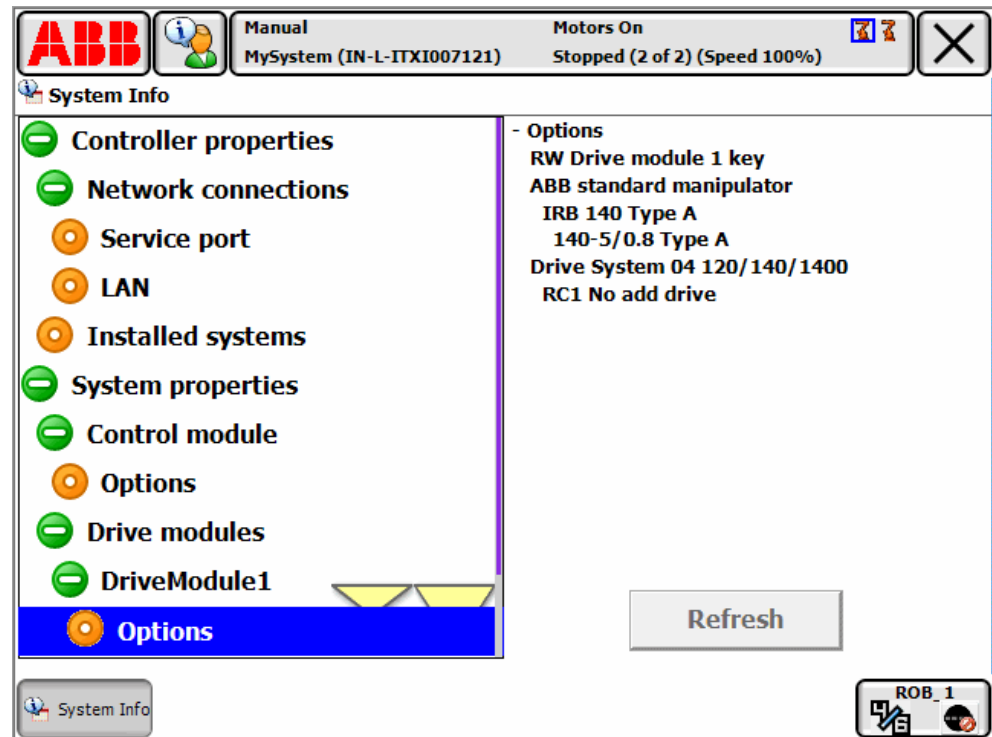 ABB
Manual
MySystem (IN-L-ITXI007121)
Motors On
Stopped (2 of 2) (Speed 100%)
System Info
Controller properties
Network connections
Service port
LAN
Installed systems
System properties
Control module
Options
Drive modules
DriveModule1
Options
- Options
RW Drive module 1 key
ABB standard manipulator
IRB 140 Type A
140-5/0.8 Type A
Drive System 04 120/140/1400
RC1 No add drive
Refresh
System Info
ROB_1